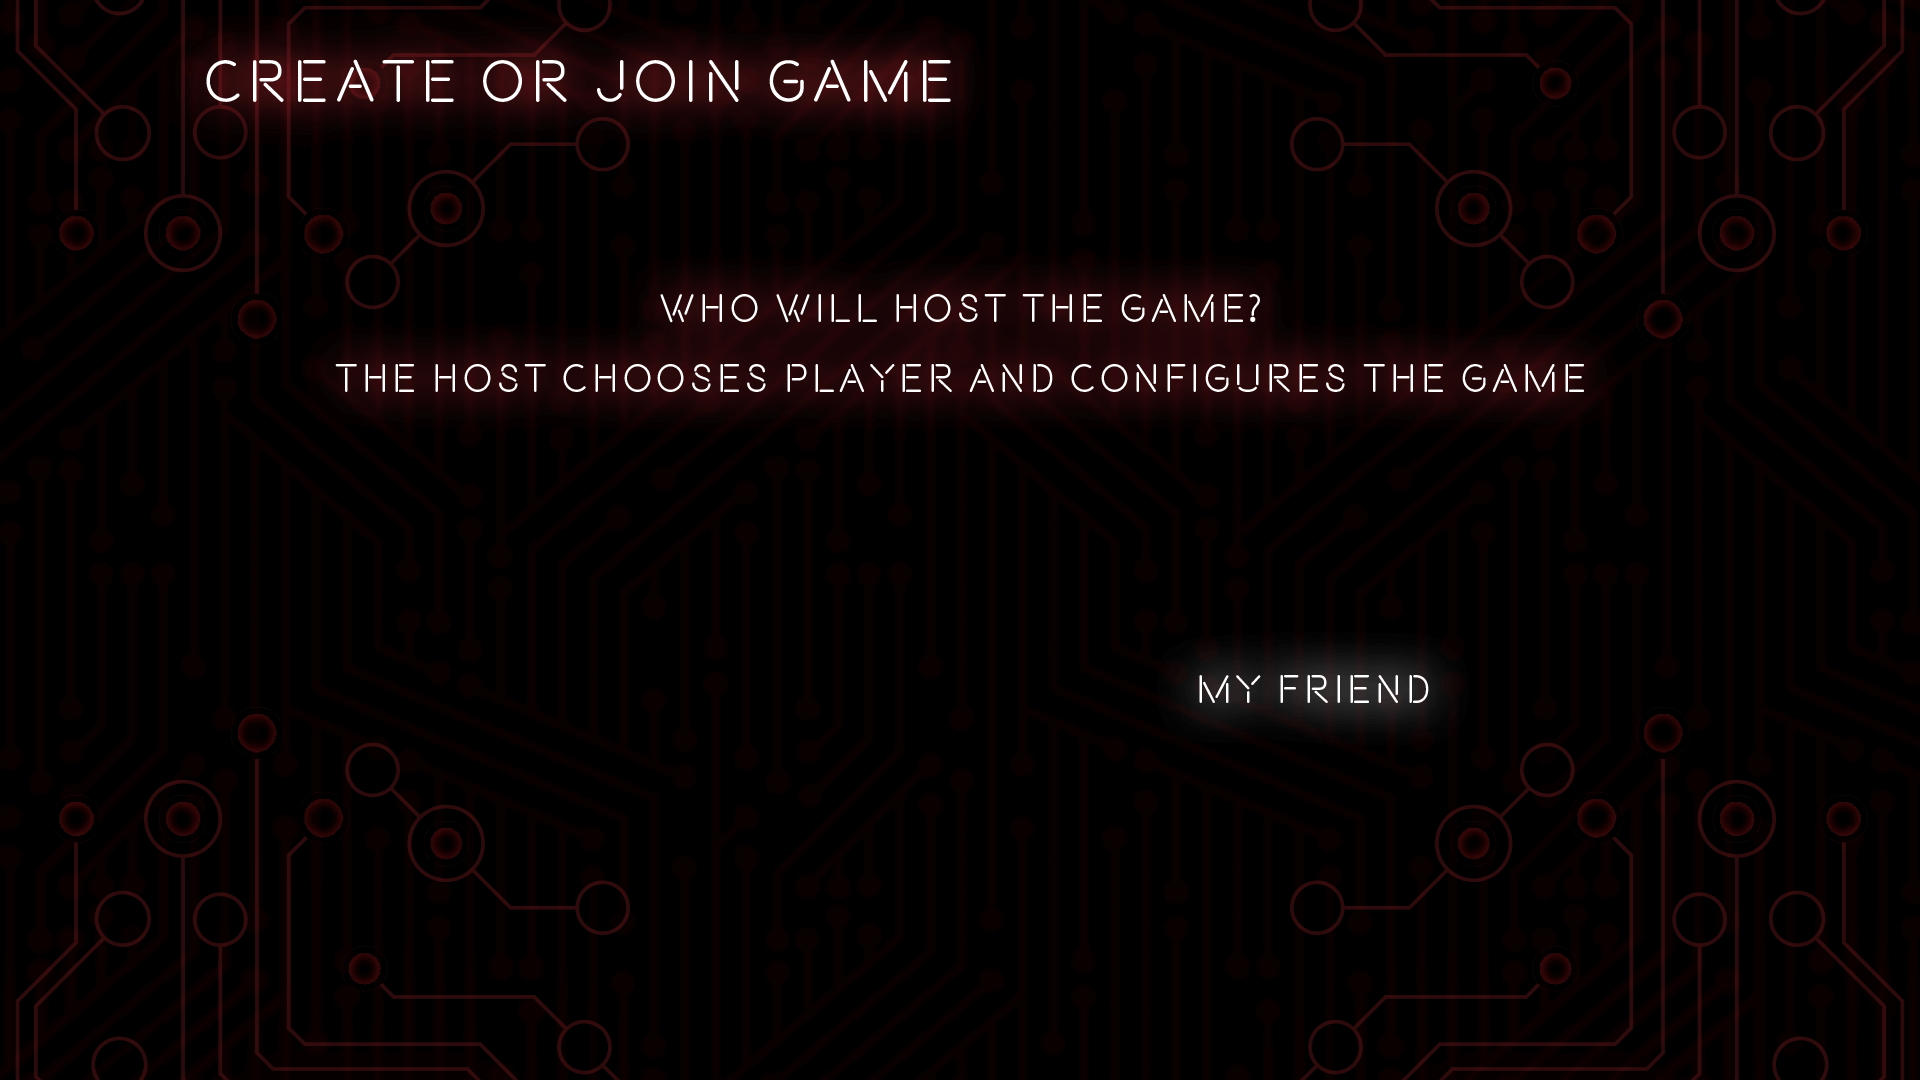 CREATE OR JOIN GAME
WHO WILL HOST THE GAME?
THE HOST CHOOSES PLAYER AND CONFIGURES THE GAME
MY FRIEND